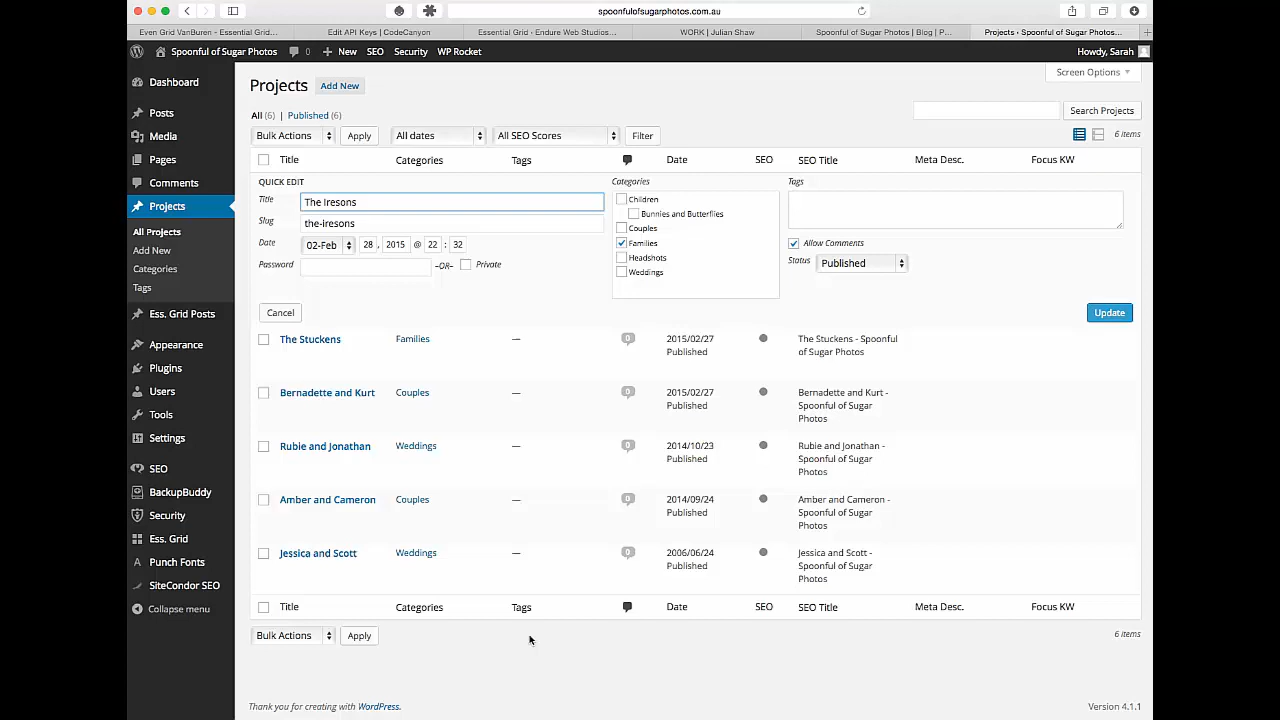 spoonfulofsugarphotos.com.au
Even Grid VanBuren - Essential Grid... Edit API Keys | CodeCanyon Essential Grid - Endure Web Studios... WORK | Julian Shaw Spoonful of Sugar Photos | Blog | P... Projects ‹ Spoonful of Sugar Photos...
Spoonful of Sugar Photos 0 + New SEO Security WP Rocket Howdy, Sarah
Dashboard
Posts
Media
Pages
Comments
Projects
All Projects
Add New
Categories
Tags
Ess. Grid Posts
Appearance
Plugins
Users
Tools
Settings
SEO
BackupBuddy
Security
Ess. Grid
Punch Fonts
SiteCondor SEO
Collapse menu
Screen Options
Projects Add New
All (6) | Published (6)
Search Projects
Bulk Actions Apply All dates All SEO Scores Filter 6 items
Title Categories Tags Date SEO SEO Title Meta Desc. Focus KW
QUICK EDIT
Title The Iresons
Slug the-iresons
Date 02-Feb 28 , 2015 @ 22 : 32
Password –OR– Private
Categories
Children
Bunnies and Butterflies
Couples
Families
Headshots
Weddings
Tags
Allow Comments
Status Published
Cancel Update
The Stuckens Families — 0 2015/02/27 Published The Stuckens - Spoonful of Sugar Photos
Bernadette and Kurt Couples — 0 2015/02/27 Published Bernadette and Kurt - Spoonful of Sugar Photos
Rubie and Jonathan Weddings — 0 2014/10/23 Published Rubie and Jonathan - Spoonful of Sugar Photos
Amber and Cameron Couples — 0 2014/09/24 Published Amber and Cameron - Spoonful of Sugar Photos
Jessica and Scott Weddings — 0 2006/06/24 Published Jessica and Scott - Spoonful of Sugar Photos
Title Categories Tags Date SEO SEO Title Meta Desc. Focus KW
Bulk Actions Apply 6 items
Thank you for creating with WordPress. Version 4.1.1